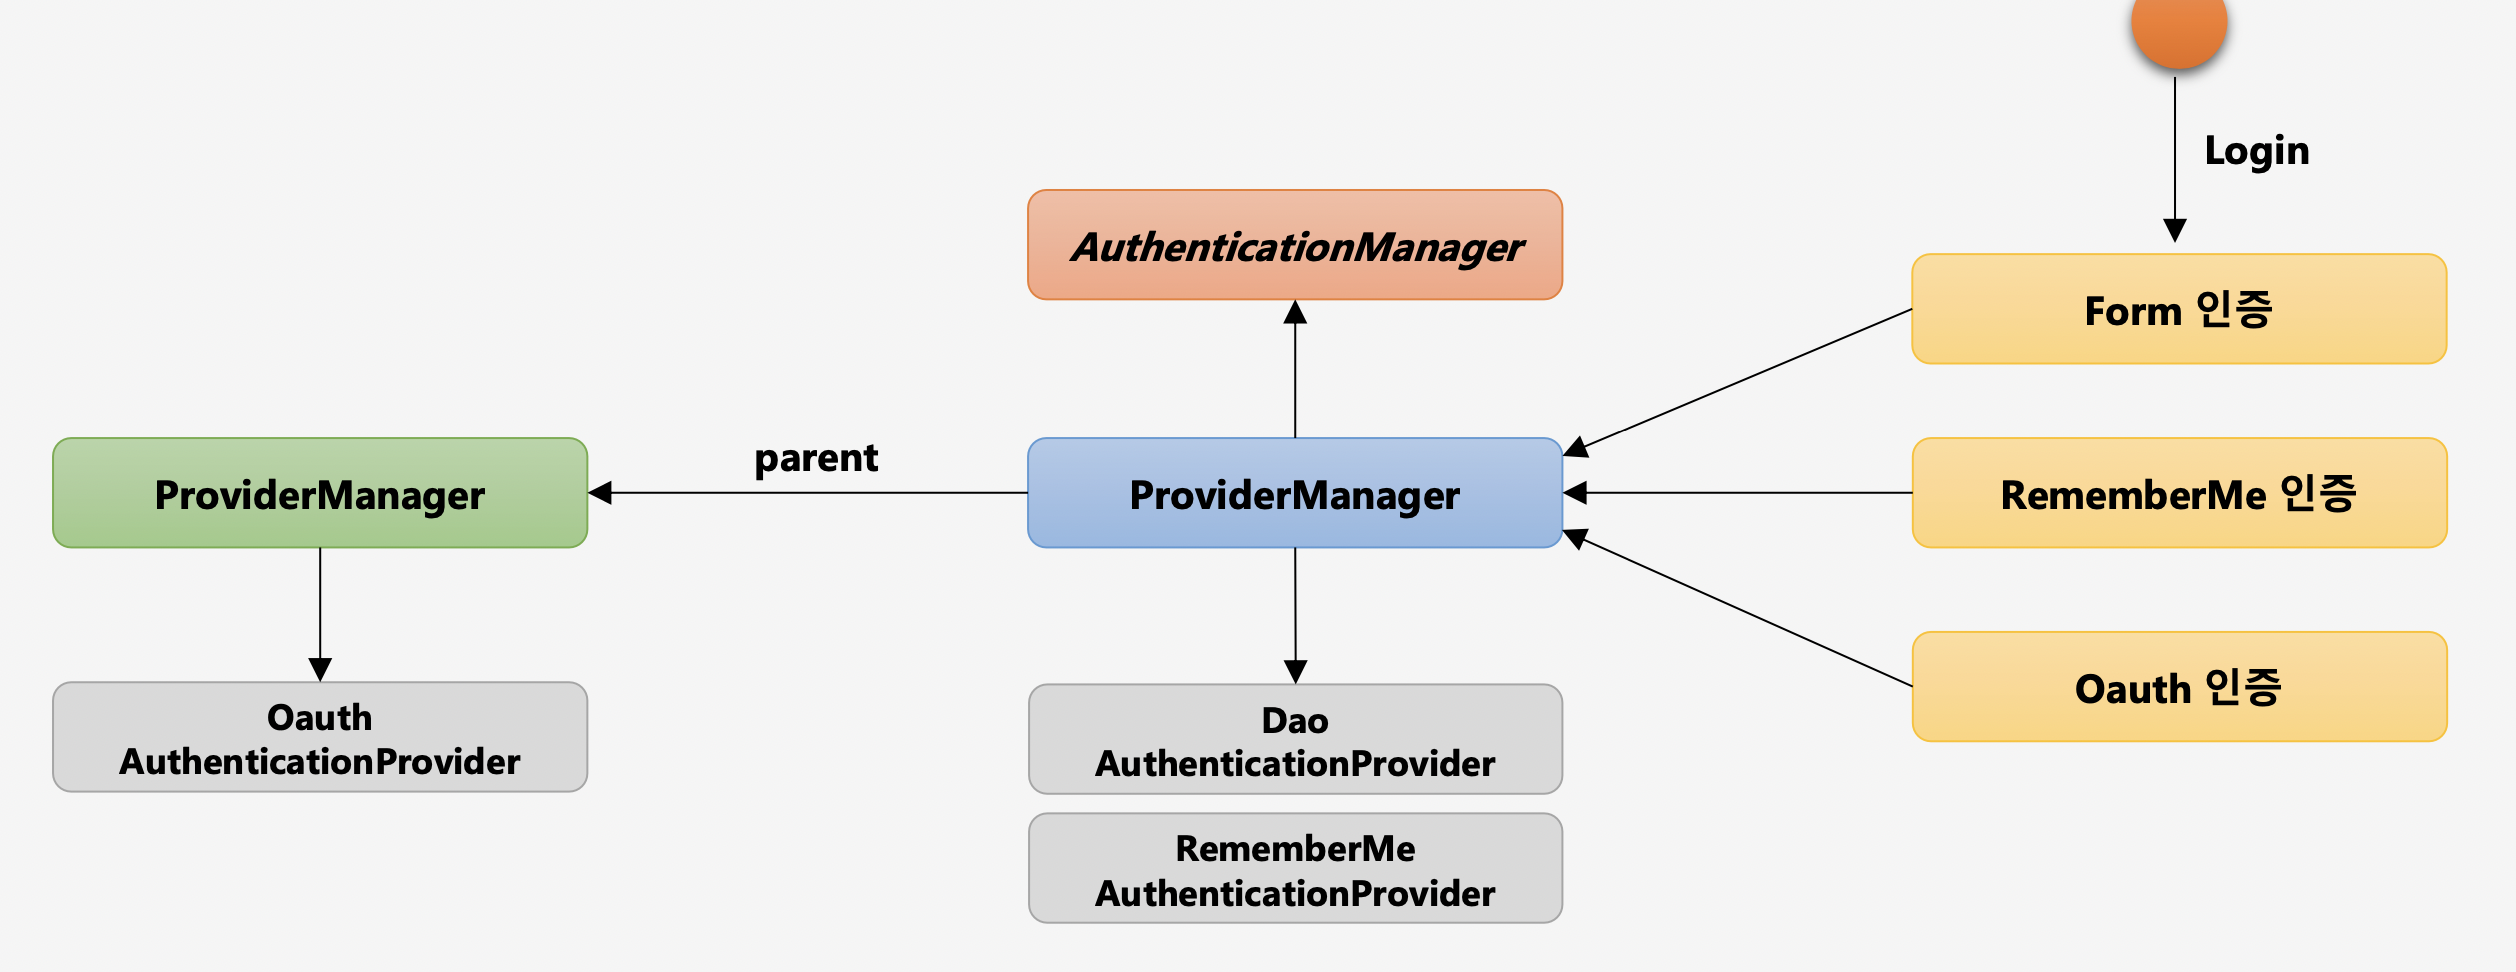 Login
AuthenticationManager
Form 인증
parent
ProviderManager
ProviderManager
RememberMe 인증
Oauth
AuthenticationProvider
Dao
AuthenticationProvider
Oauth 인증
RememberMe
AuthenticationProvider